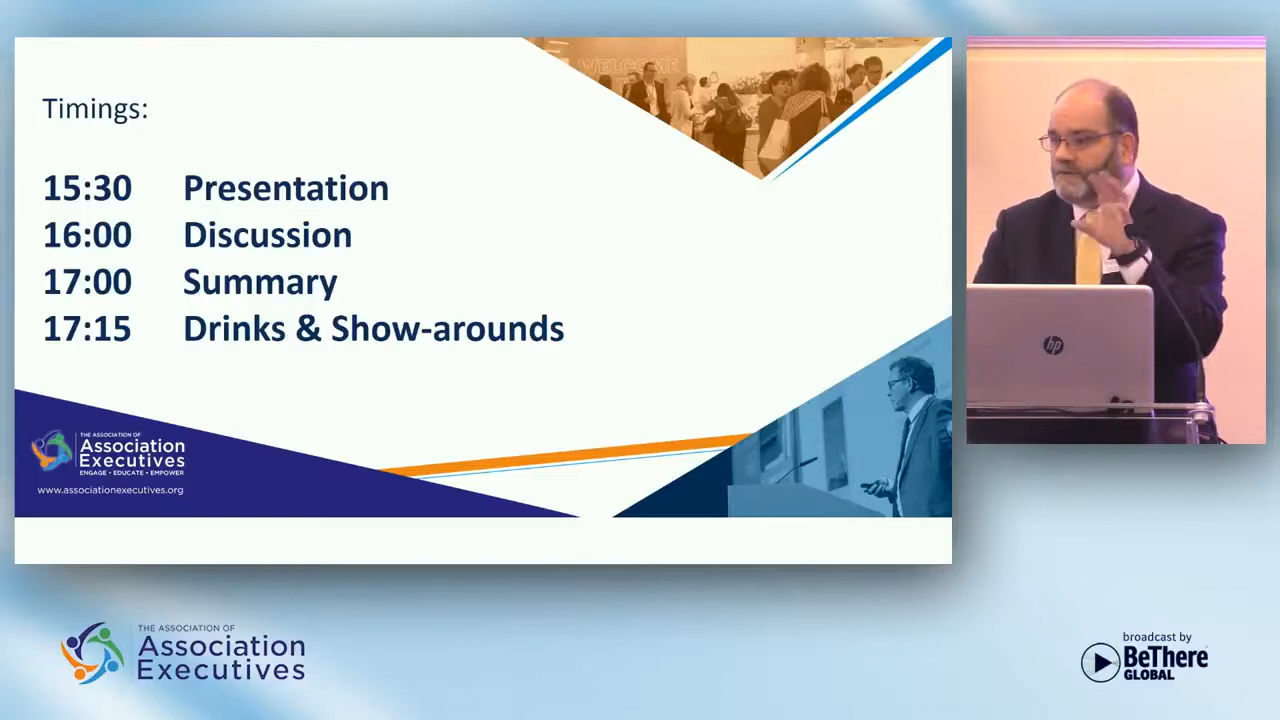 WELCOME
Timings:
15:30 Presentation
16:00 Discussion
17:00 Summary
17:15 Drinks & Show-arounds
THE ASSOCIATION OF
Association
Executives
ENGAGE • EDUCATE • EMPOWER
www.associationexecutives.org
hp
THE ASSOCIATION OF
Association
Executives
broadcast by
BeThere
GLOBAL